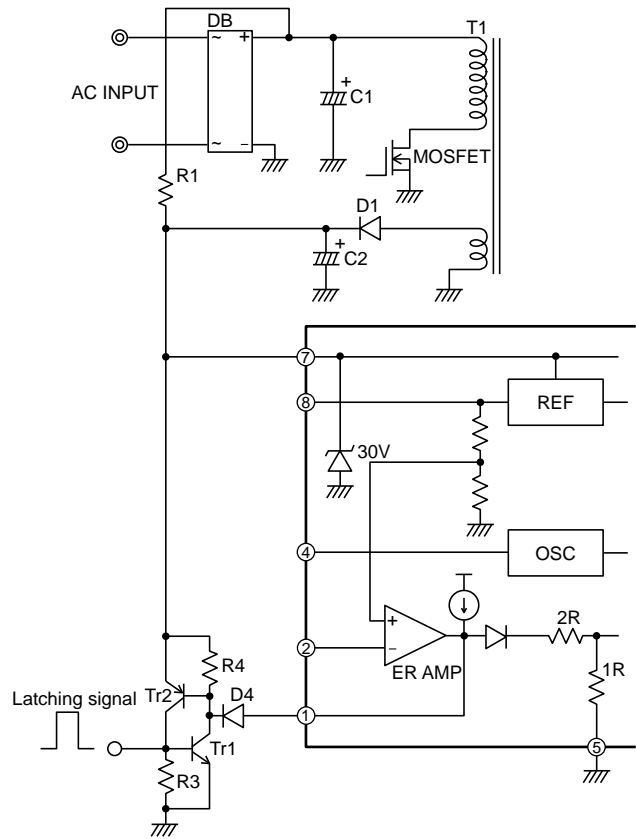 DB
T1
~ +
AC INPUT
+
C1
~ −
MOSFET
R1
D1
+
C2
7
8
REF
30V
4
OSC
+
2R
2
−
ER AMP
1R
R4
Latching signal
Tr2
D4
1
Tr1
R3
5